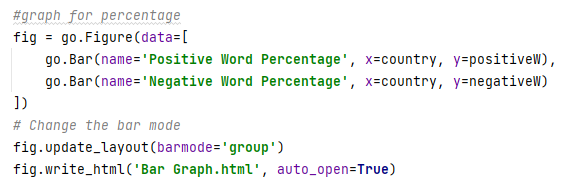 #graph for percentage
fig = go.Figure(data=[
    go.Bar(name='Positive Word Percentage', x=country, y=positiveW),
    go.Bar(name='Negative Word Percentage', x=country, y=negativeW)
])
# Change the bar mode
fig.update_layout(barmode='group')
fig.write_html('Bar Graph.html', auto_open=True)